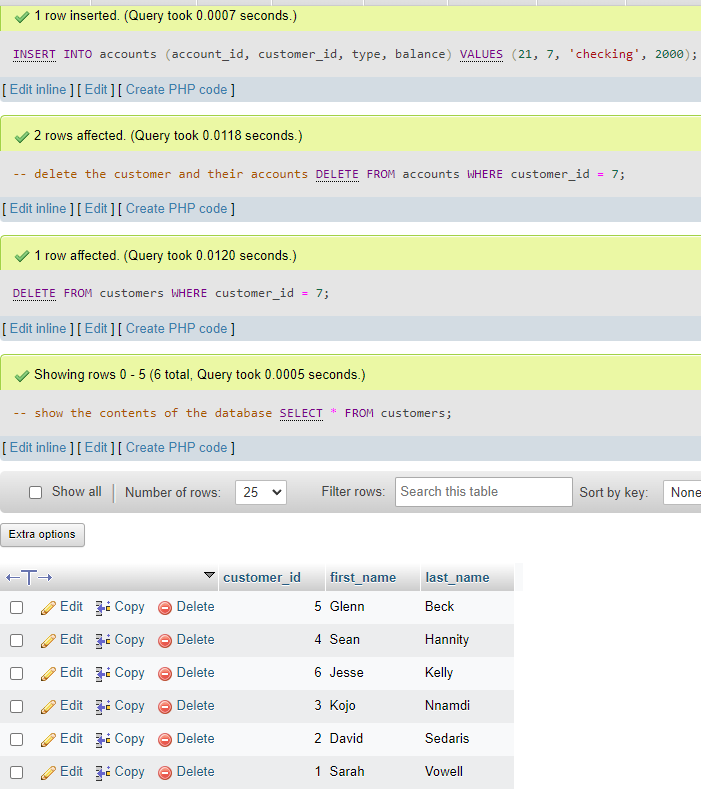 1 row inserted. (Query took 0.0007 seconds.)
INSERT INTO accounts (account_id, customer_id, type, balance) VALUES (21, 7, 'checking', 2000);
[ Edit inline ] [ Edit ] [ Create PHP code ]
2 rows affected. (Query took 0.0118 seconds.)
-- delete the customer and their accounts DELETE FROM accounts WHERE customer_id = 7;
[ Edit inline ] [ Edit ] [ Create PHP code ]
1 row affected. (Query took 0.0120 seconds.)
DELETE FROM customers WHERE customer_id = 7;
[ Edit inline ] [ Edit ] [ Create PHP code ]
Showing rows 0 - 5 (6 total, Query took 0.0005 seconds.)
-- show the contents of the database SELECT * FROM customers;
[ Edit inline ] [ Edit ] [ Create PHP code ]
Show all | Number of rows: 25 Filter rows: Search this table Sort by key: None
Extra options
←T→ customer_id first_name last_name
Edit Copy Delete 5 Glenn Beck
Edit Copy Delete 4 Sean Hannity
Edit Copy Delete 6 Jesse Kelly
Edit Copy Delete 3 Kojo Nnamdi
Edit Copy Delete 2 David Sedaris
Edit Copy Delete 1 Sarah Vowell